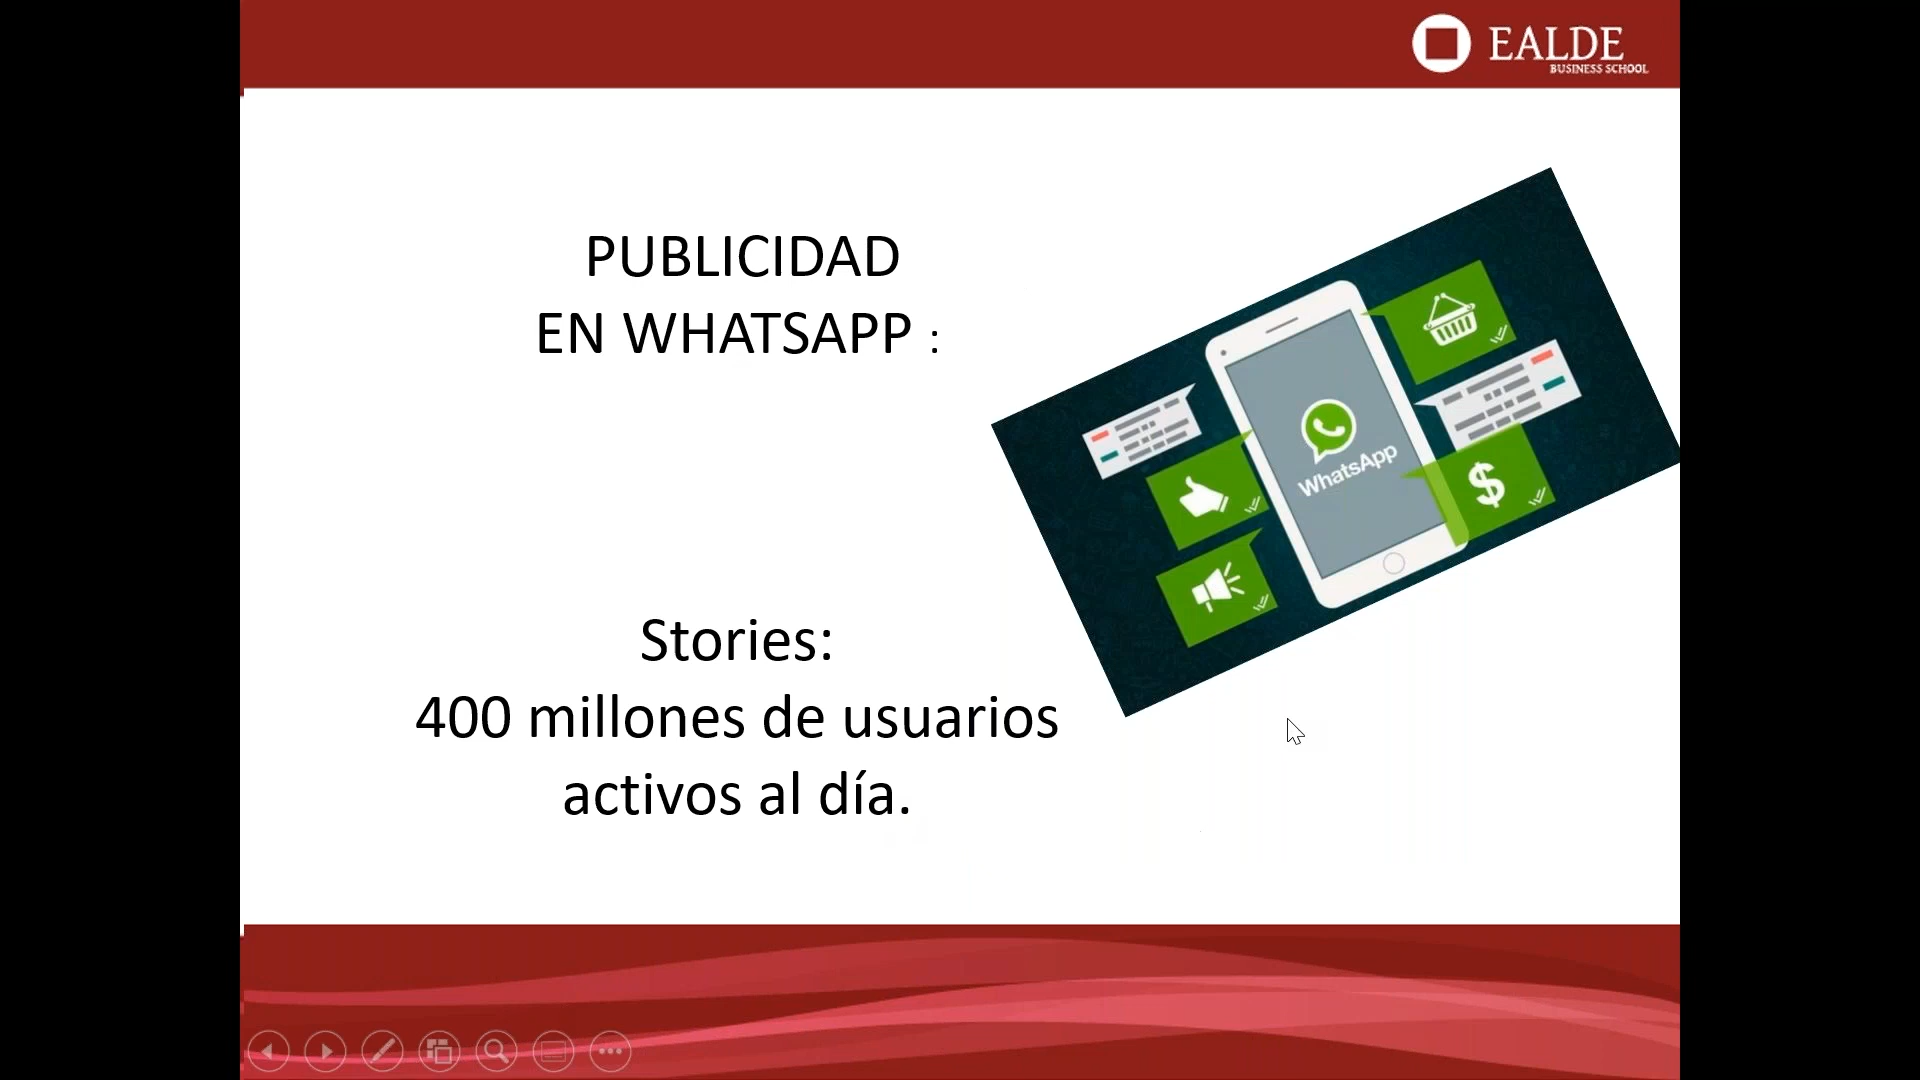 EALDE
BUSINESS SCHOOL
PUBLICIDAD
EN WHATSAPP :
WhatsApp
$
Stories:
400 millones de usuarios
activos al día.